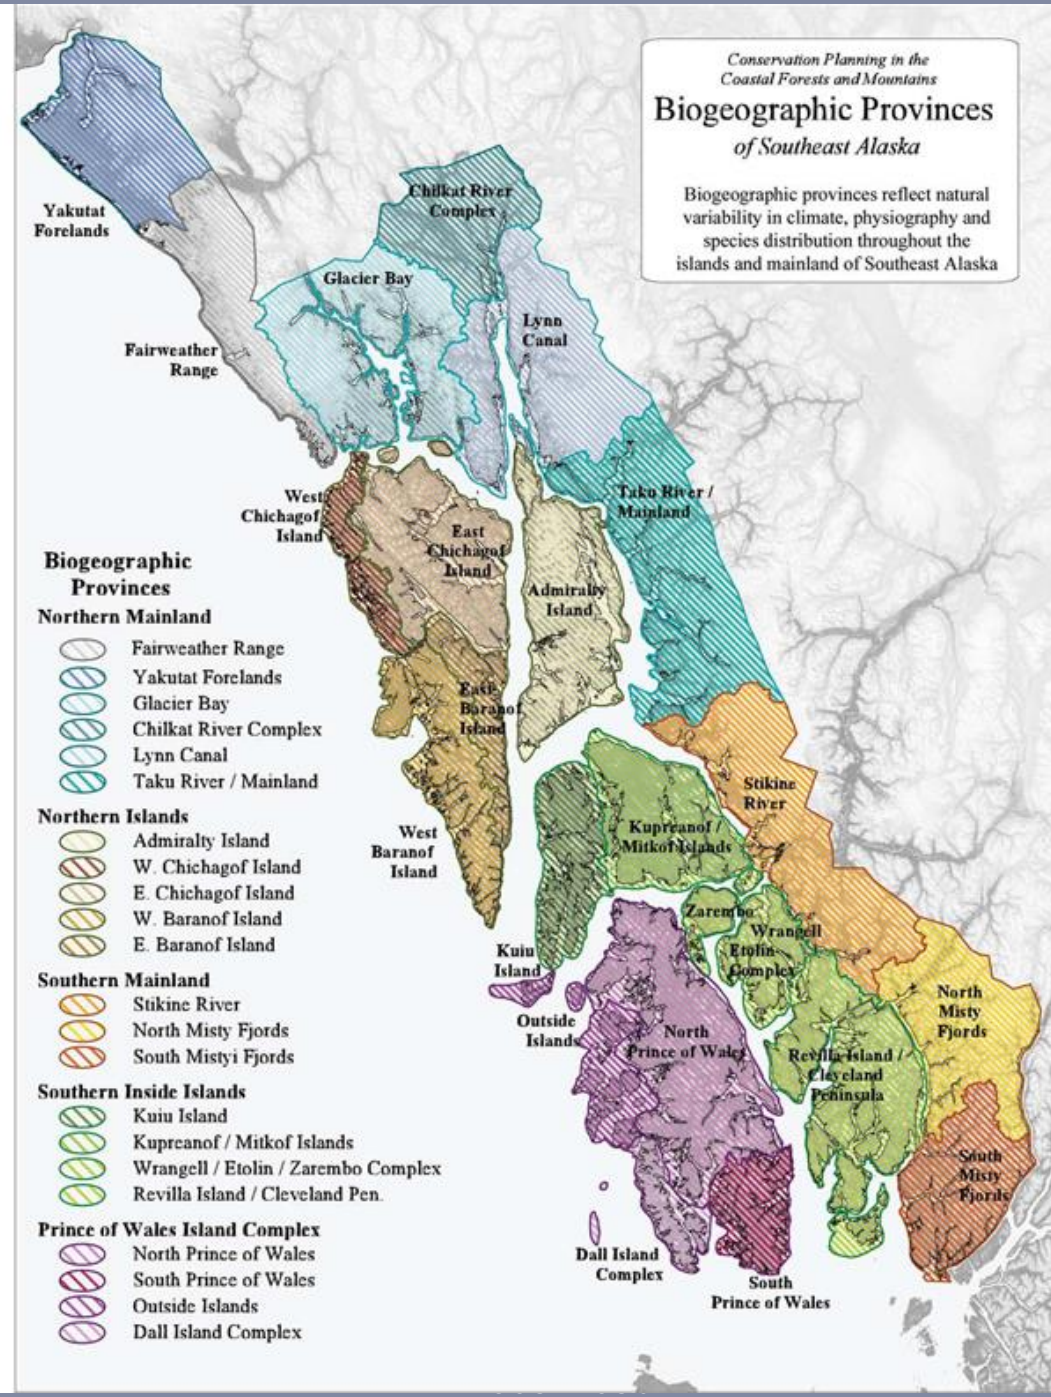 Conservation Planning in the
Coastal Forests and Mountains
Biogeographic Provinces
of Southeast Alaska
Biogeographic provinces reflect natural
variability in climate, physiography and
species distribution throughout the
islands and mainland of Southeast Alaska
Yakutat
Forelands
Chilkat River
Complex
Glacier Bay
Lynn
Canal
Fairweather
Range
Taku River /
Mainland
West
Chichagof
Island
East
Chichagof
Island
Admiralty
Island
East
Baranof
Island
West
Baranof
Island
Stikine
River
Kupreanof /
Mitkof Islands
Zarembo
Wrangell
Etolin
Complex
Kuiu
Island
Outside
Islands
North
Prince of Wales
Revilla Island /
Cleveland
Peninsula
North
Misty
Fjords
South
Misty
Fjords
Dall Island
Complex
South
Prince of Wales
Biogeographic
Provinces
Northern Mainland
Fairweather Range
Yakutat Forelands
Glacier Bay
Chilkat River Complex
Lynn Canal
Taku River / Mainland
Northern Islands
Admiralty Island
W. Chichagof Island
E. Chichagof Island
W. Baranof Island
E. Baranof Island
Southern Mainland
Stikine River
North Misty Fjords
South Mistyi Fjords
Southern Inside Islands
Kuiu Island
Kupreanof / Mitkof Islands
Wrangell / Etolin / Zarembo Complex
Revilla Island / Cleveland Pen.
Prince of Wales Island Complex
North Prince of Wales
South Prince of Wales
Outside Islands
Dall Island Complex